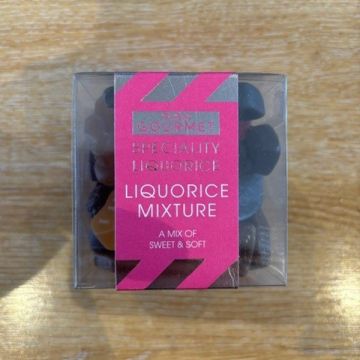 GOURMET
SPECIALITY
LIQUORICE
LIQUORICE
MIXTURE
A MIX OF
SWEET & SOFT